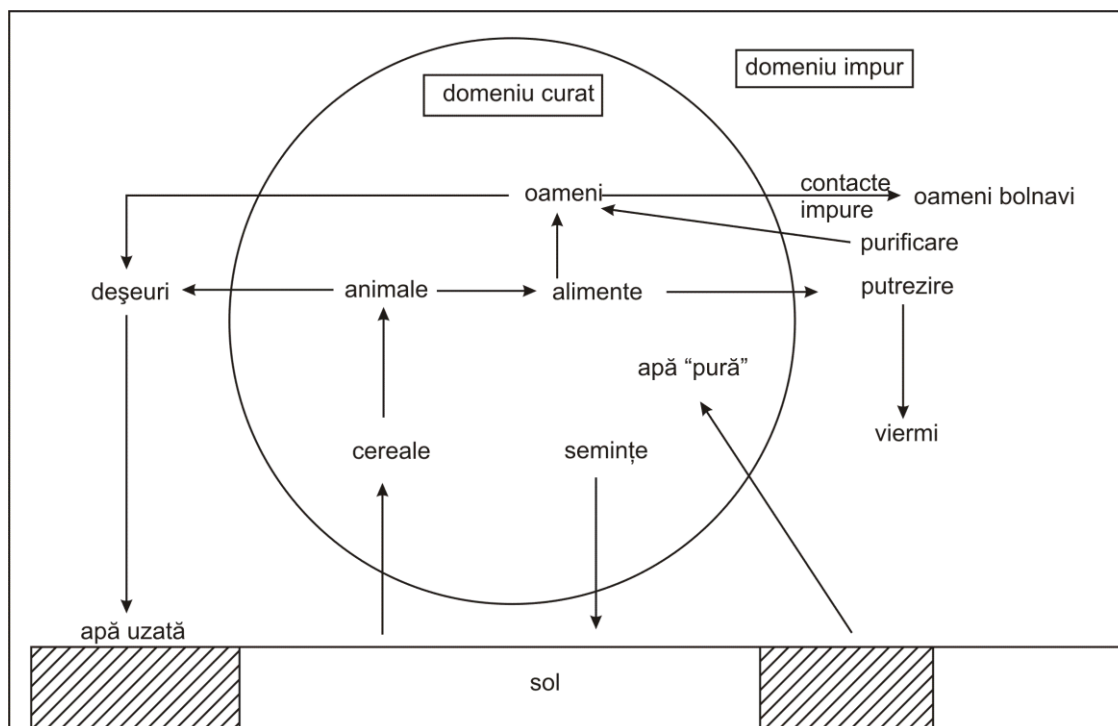 domeniu impur
domeniu curat
oameni
contacte
impure
oameni bolnavi
purificare
deşeuri
animale
alimente
putrezire
apă “pură”
viermi
cereale
semințe
apă uzată
sol